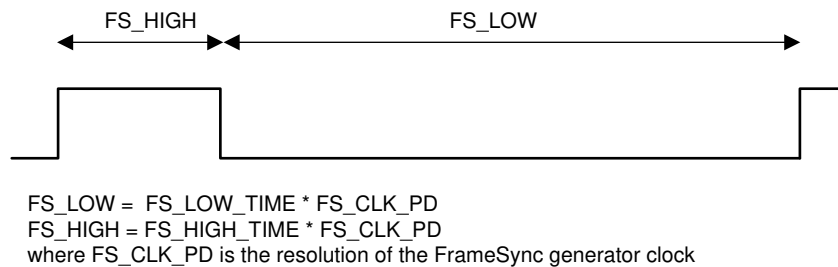 FS_HIGH FS_LOW
FS_LOW = FS_LOW_TIME * FS_CLK_PD
FS_HIGH = FS_HIGH_TIME * FS_CLK_PD
where FS_CLK_PD is the resolution of the FrameSync generator clock